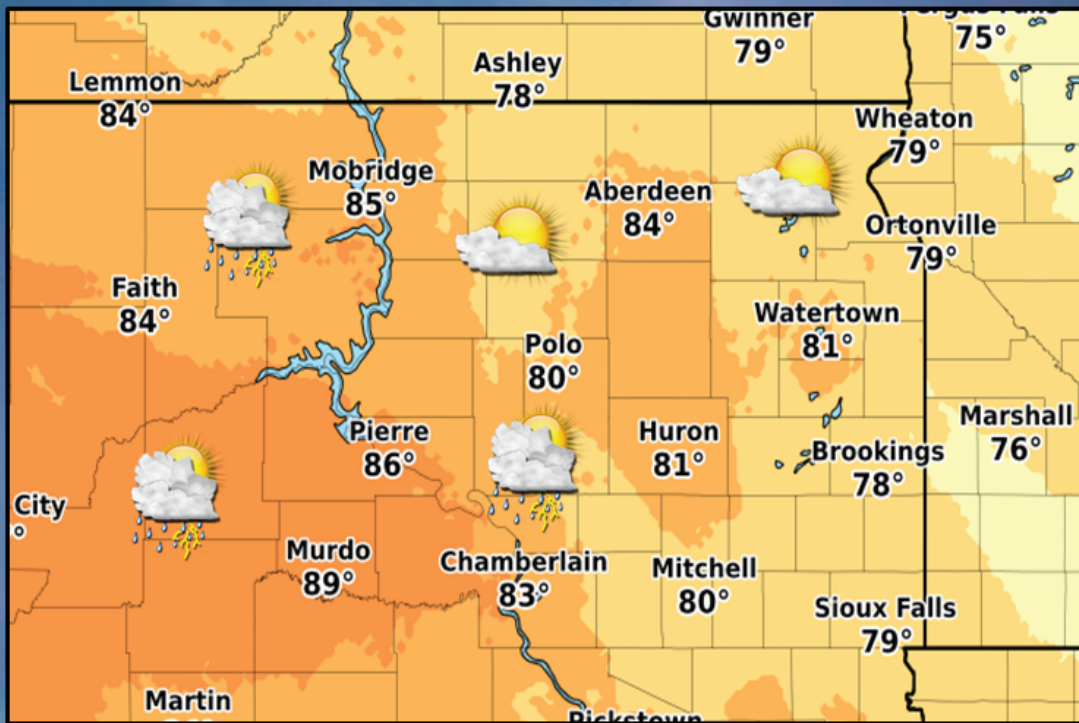 Gwinner
79°
75°
Ashley
78°
Lemmon
84°
Wheaton
79°
Mobridge
85°
Aberdeen
84°
Ortonville
79°
Faith
84°
Watertown
81°
Polo
80°
Marshall
76°
Pierre
86°
Huron
81°
Brookings
78°
City
°
Murdo
89°
Chamberlain
83°
Mitchell
80°
Sioux Falls
79°
Martin
Pickstown